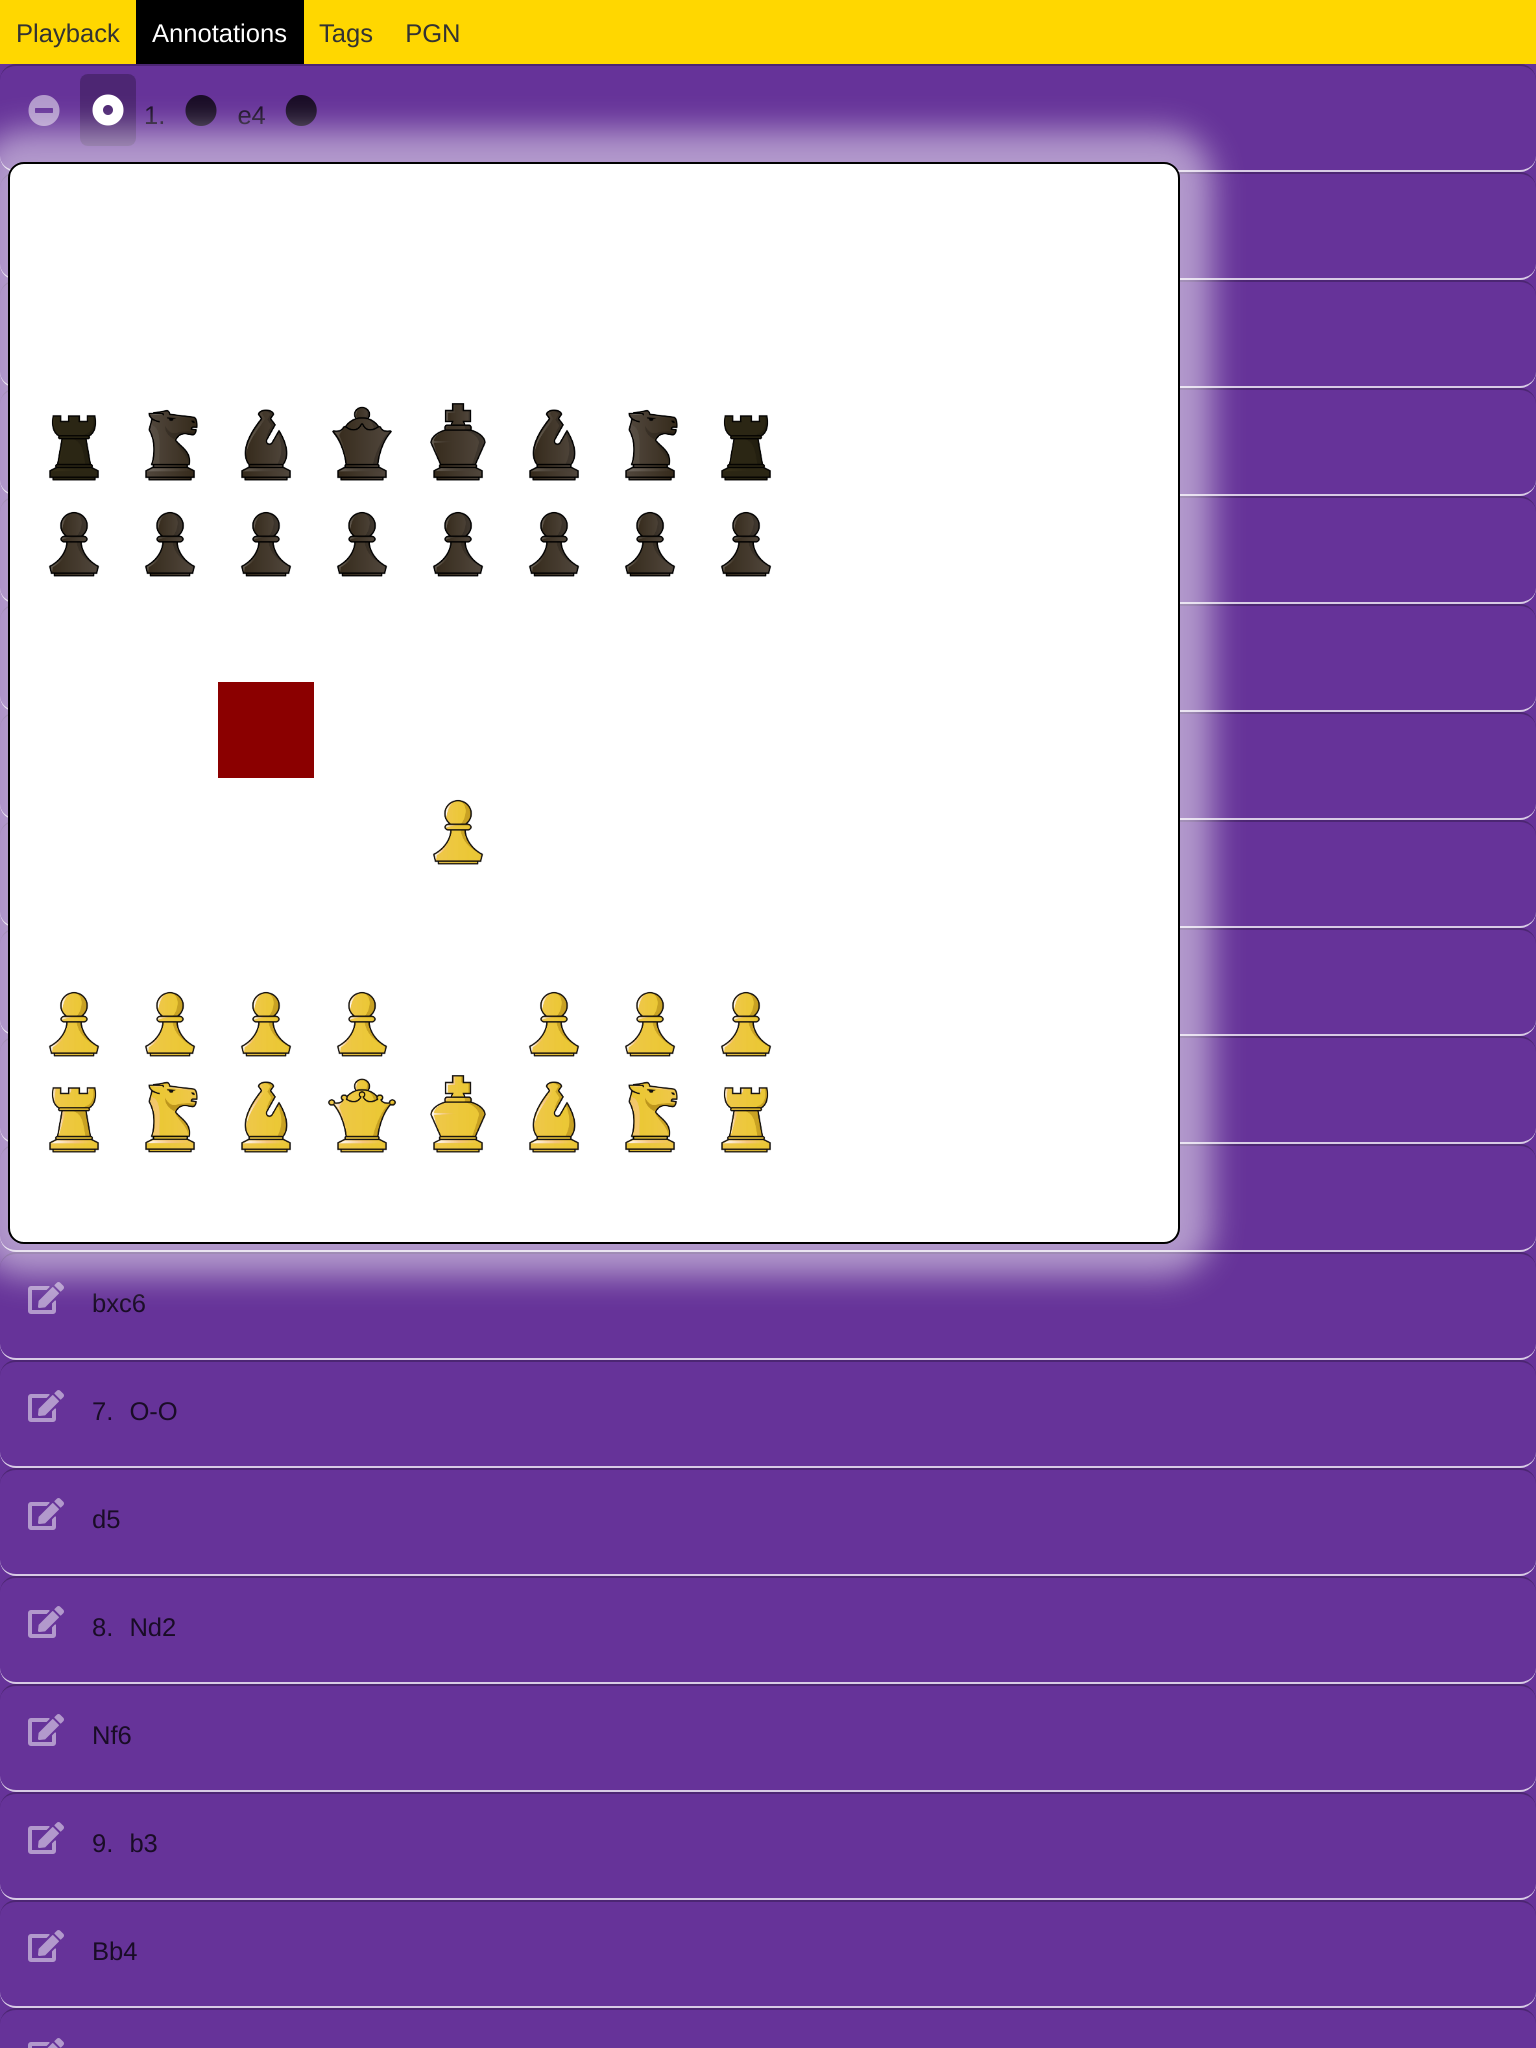 Playback Annotations Tags PGN
1. e4
bxc6
7. O-O
d5
8. Nd2
Nf6
9. b3
Bb4